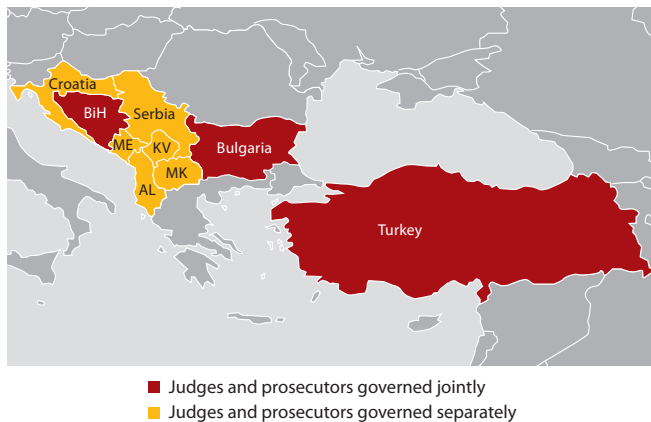 Croatia
BiH
Serbia
ME
KV
Bulgaria
MK
AL
Turkey
Judges and prosecutors governed jointly
Judges and prosecutors governed separately